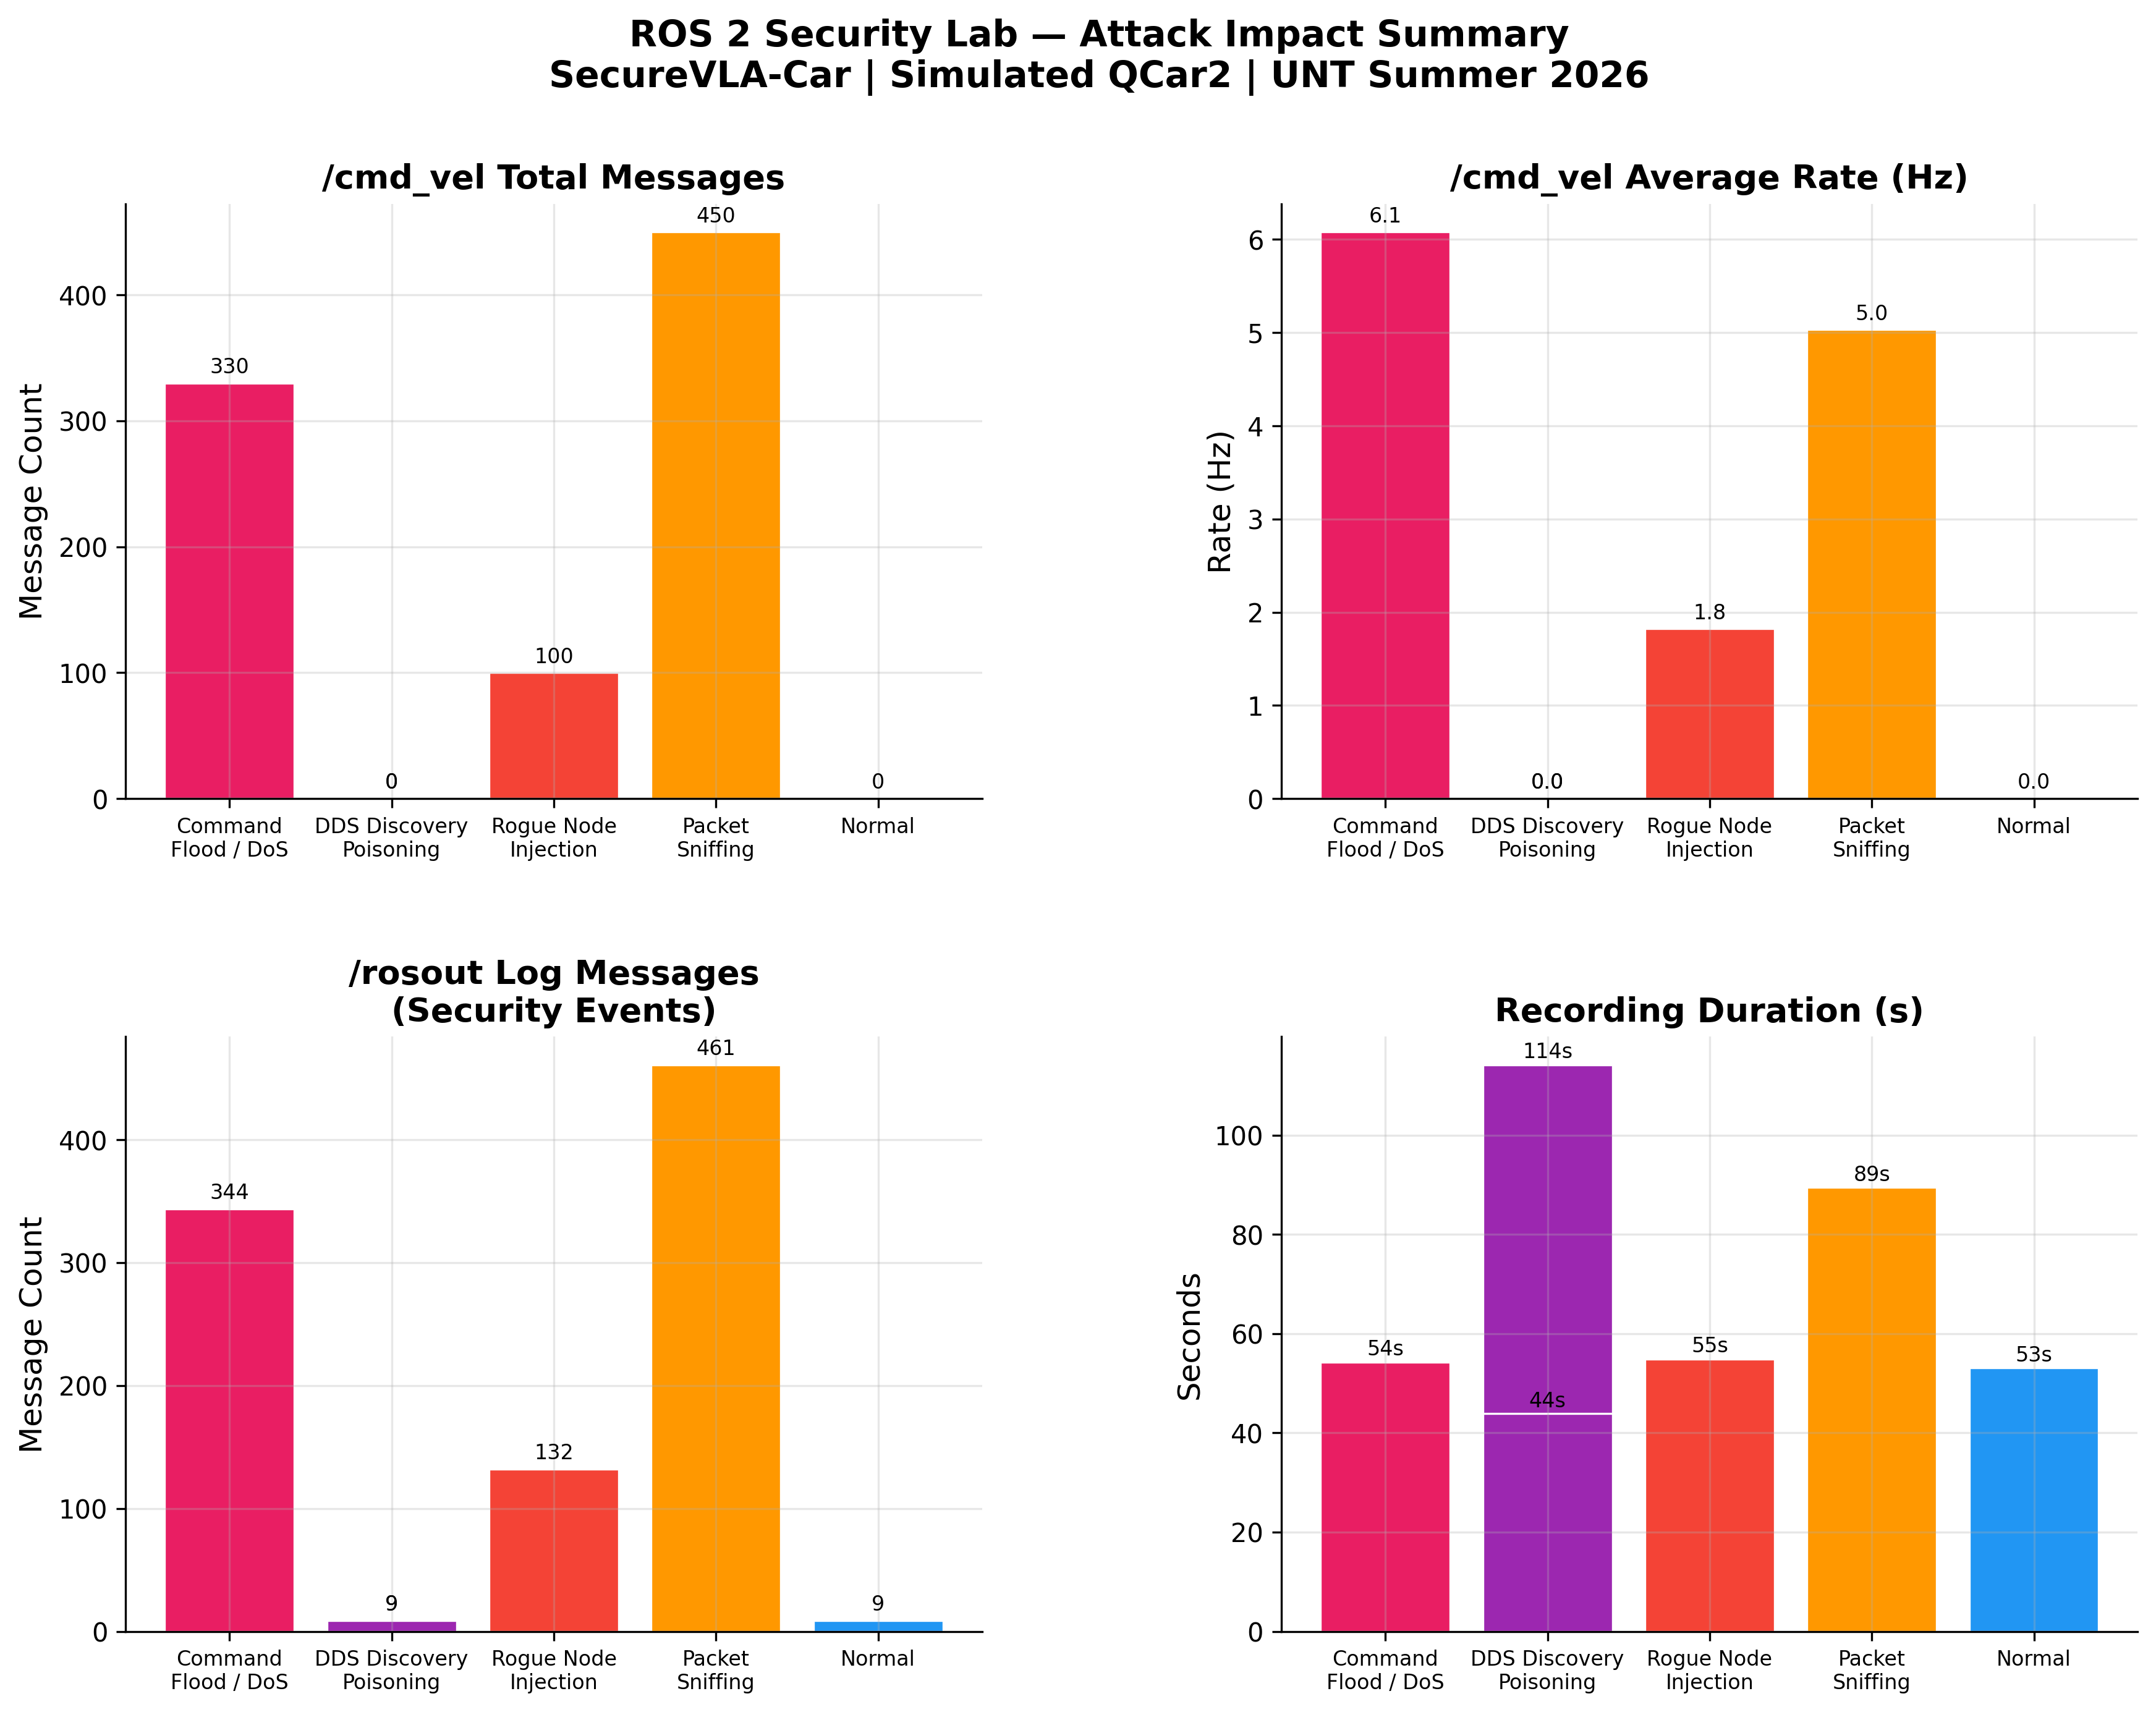 ROS 2 Security Lab — Attack Impact Summary
SecureVLA-Car | Simulated QCar2 | UNT Summer 2026
/cmd_vel Total Messages
Message Count
400
300
200
100
0
330
0
100
450
0
Command
Flood / DoS
DDS Discovery
Poisoning
Rogue Node
Injection
Packet
Sniffing
Normal
/cmd_vel Average Rate (Hz)
Rate (Hz)
6
5
4
3
2
1
0
6.1
0.0
1.8
5.0
0.0
Command
Flood / DoS
DDS Discovery
Poisoning
Rogue Node
Injection
Packet
Sniffing
Normal
/rosout Log Messages
(Security Events)
Message Count
400
300
200
100
0
344
9
132
461
9
Command
Flood / DoS
DDS Discovery
Poisoning
Rogue Node
Injection
Packet
Sniffing
Normal
Recording Duration (s)
Seconds
100
80
60
40
20
0
54s
114s
44s
55s
89s
53s
Command
Flood / DoS
DDS Discovery
Poisoning
Rogue Node
Injection
Packet
Sniffing
Normal